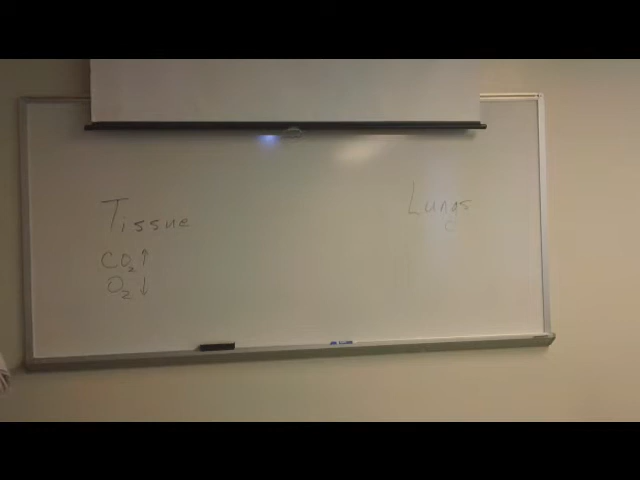 Tissue
CO₂↑
O₂↓
Lungs